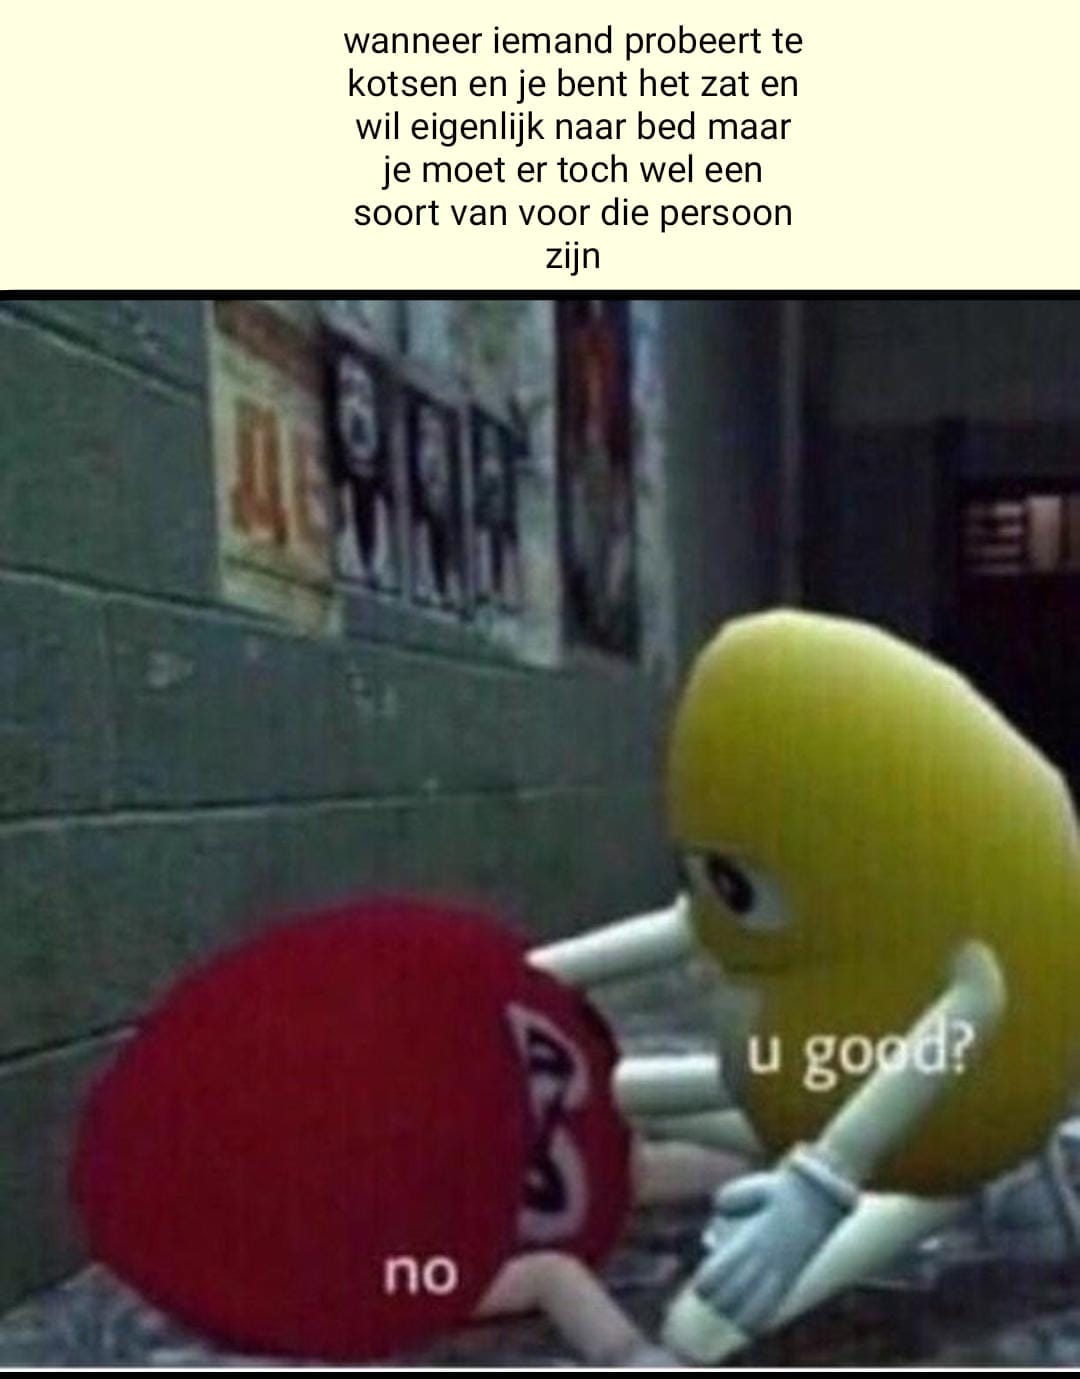 wanneer iemand probeert te
kotsen en je bent het zat en
wil eigenlijk naar bed maar
je moet er toch wel een
soort van voor die persoon
zijn
u good?
no